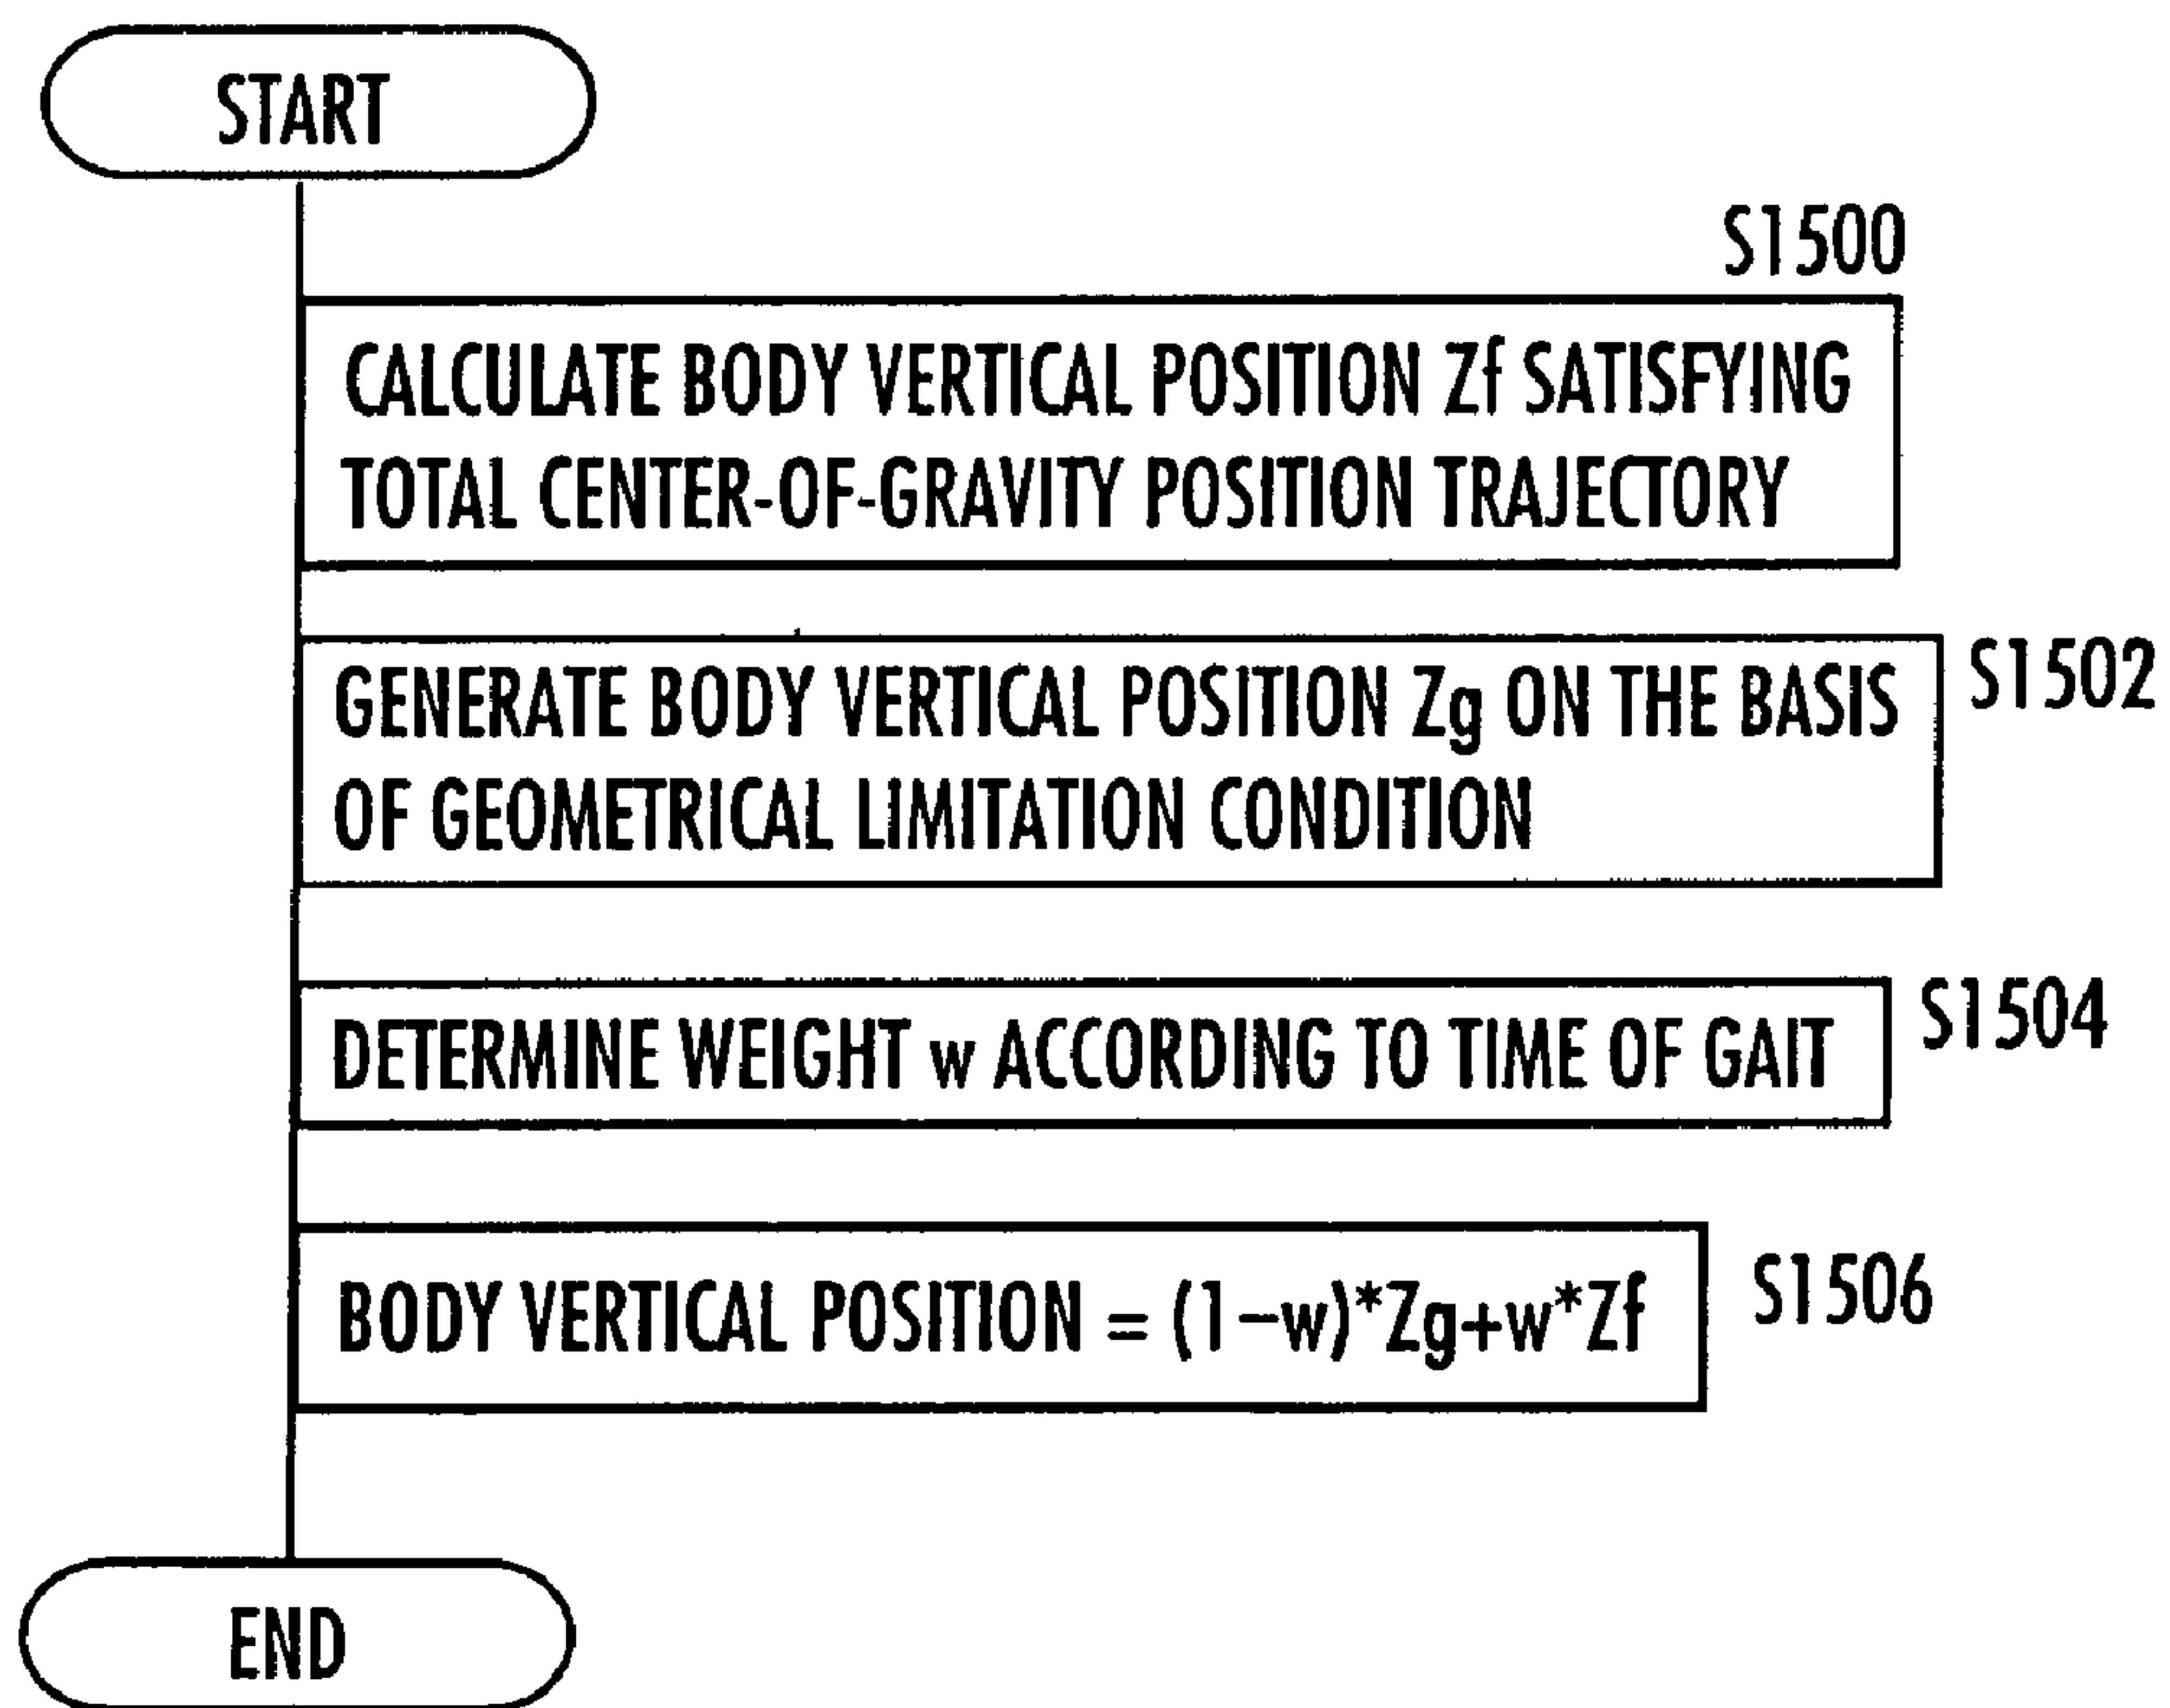 START
S1500
CALCULATE BODY VERTICAL POSITION Zf SATISFYING
TOTAL CENTER-OF-GRAVITY POSITION TRAJECTORY
GENERATE BODY VERTICAL POSITION Zg ON THE BASIS
OF GEOMETRICAL LIMITATION CONDITION
S1502
DETERMINE WEIGHT w ACCORDING TO TIME OF GAIT
S1504
BODY VERTICAL POSITION = (1−w)*Zg+w*Zf
S1506
END